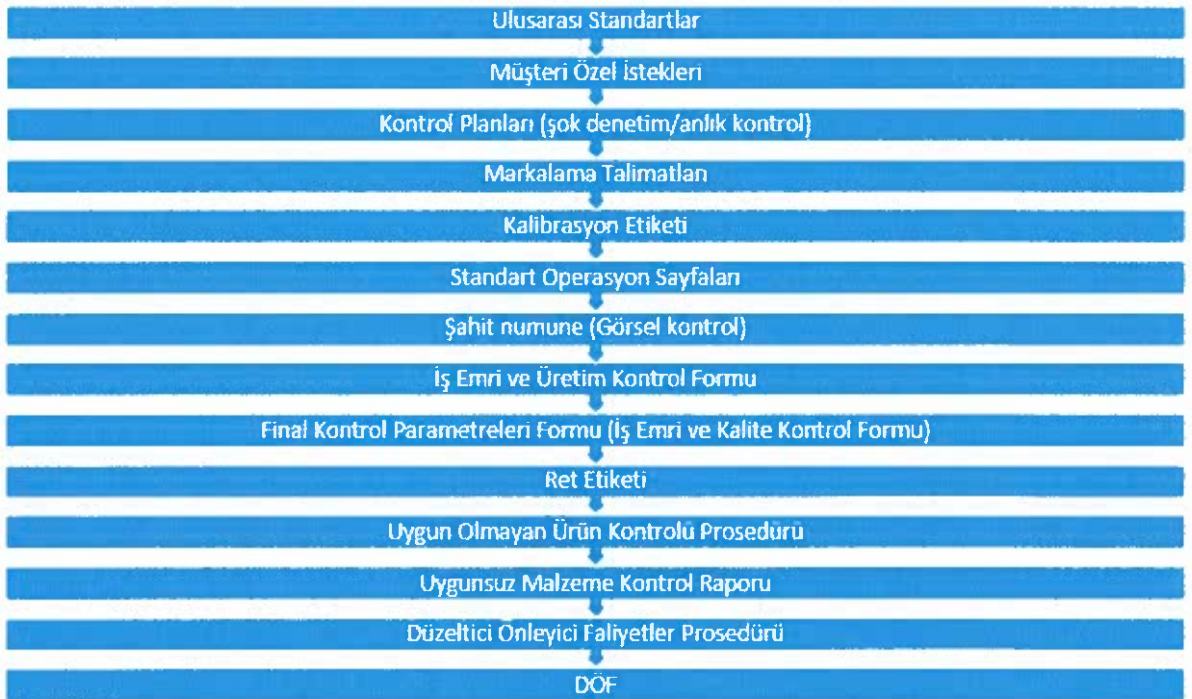 Ulusarası Standartlar
Müşteri Özel İstekleri
Kontrol Planları (şok denetim/anlık kontrol)
Markalama Talimatları
Kalibrasyon Etiketi
Standart Operasyon Sayfaları
Şahit numune (Görsel kontrol)
İş Emri ve Üretim Kontrol Formu
Final Kontrol Parametreleri Formu (İş Emri ve Kalite Kontrol Formu)
Ret Etiketi
Uygun Olmayan Ürün Kontrolü Prosedürü
Uygunsuz Malzeme Kontrol Raporu
Düzeltici Önleyici Faliyetler Prosedürü
DÖF